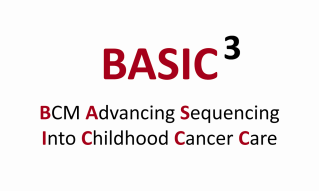 BASIC³
BCM Advancing Sequencing
Into Childhood Cancer Care